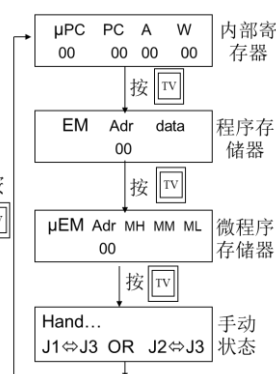 μPC PC A W
00 00 00 00
内部寄
存器
按 TV
EM Adr data
00
程序存
储器
按 TV
μEM Adr MH MM ML
00
微程序
存储器
按 TV
Hand…
J1⇔J3 OR J2⇔J3
手动
状态